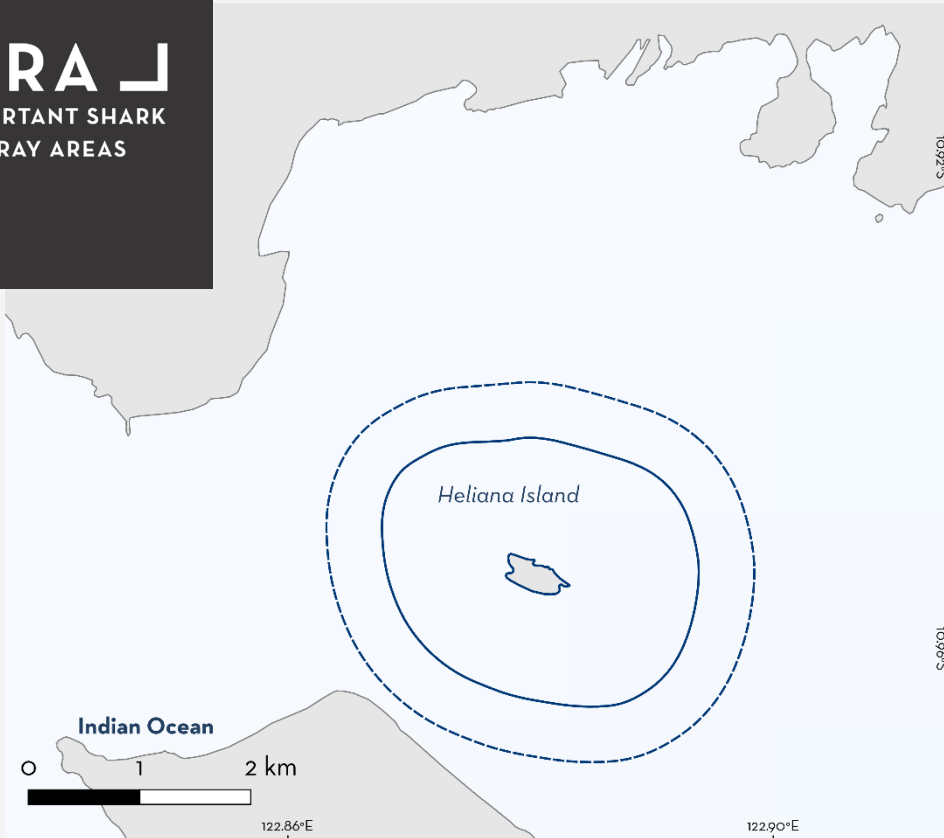 RA
RTANT SHARK
RAY AREAS
10.92°S
Heliana Island
10.96°S
Indian Ocean
0 1 2 km
122.86°E 122.90°E